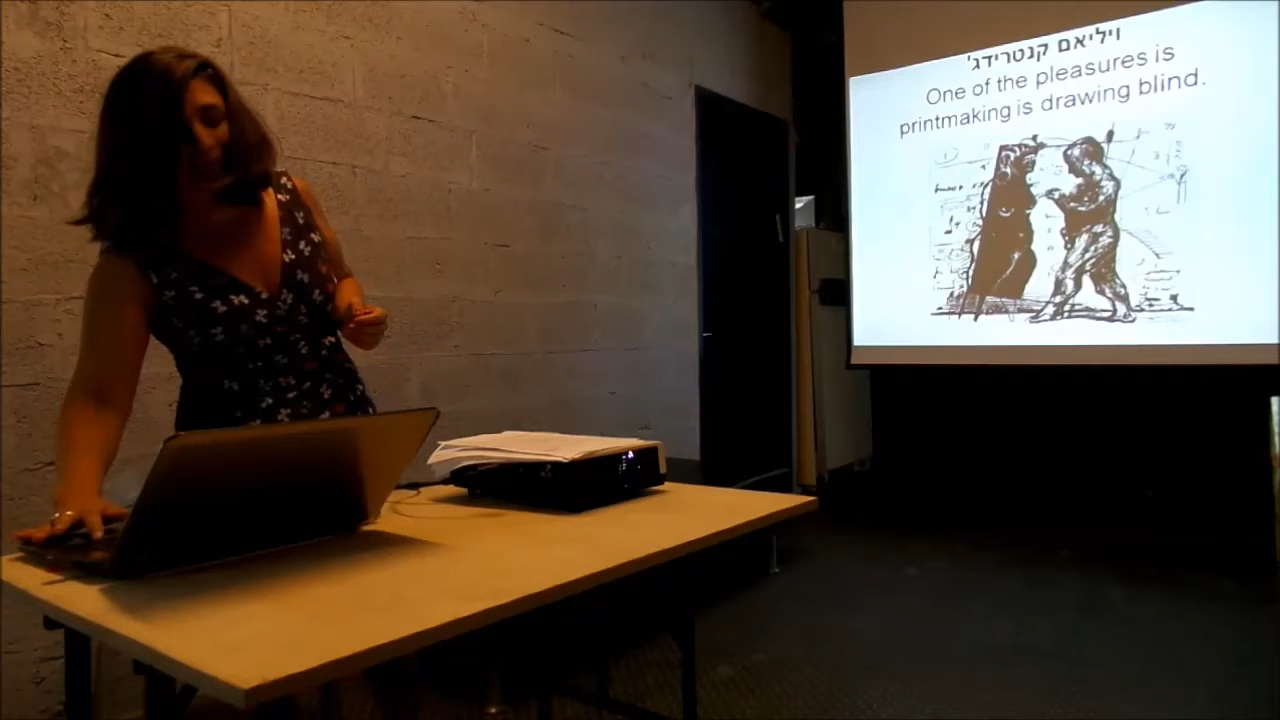 ויליאם קנטרידג'
One of the pleasures is
printmaking is drawing blind.